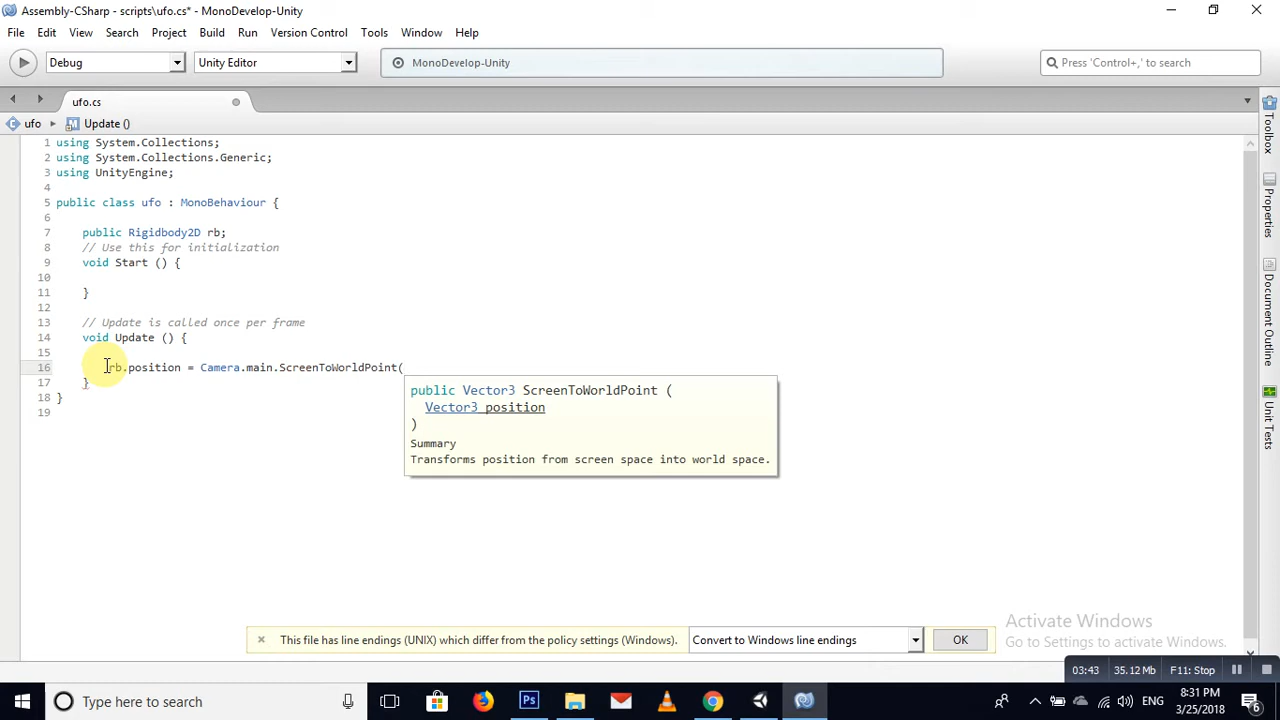 Assembly-CSharp - scripts\ufo.cs* - MonoDevelop-Unity
File Edit View Search Project Build Run Version Control Tools Window Help
Debug Unity Editor MonoDevelop-Unity Press 'Control+,' to search
ufo.cs
ufo Update ()
1 using System.Collections;
2 using System.Collections.Generic;
3 using UnityEngine;
4
5 public class ufo : MonoBehaviour {
6
7 public Rigidbody2D rb;
8 // Use this for initialization
9 void Start () {
10
11 }
12
13 // Update is called once per frame
14 void Update () {
15
16 rb.position = Camera.main.ScreenToWorldPoint(
17 }
18 }
19
public Vector3 ScreenToWorldPoint (
Vector3 position
)
Summary
Transforms position from screen space into world space.
Toolbox
Properties
Document Outline
Unit Tests
This file has line endings (UNIX) which differ from the policy settings (Windows). Convert to Windows line endings OK
Activate Windows
Go to Settings to activate Windows.
03:43 35.12 Mb F11: Stop
Type here to search
Ps
ENG
8:31 PM
3/25/2018
6